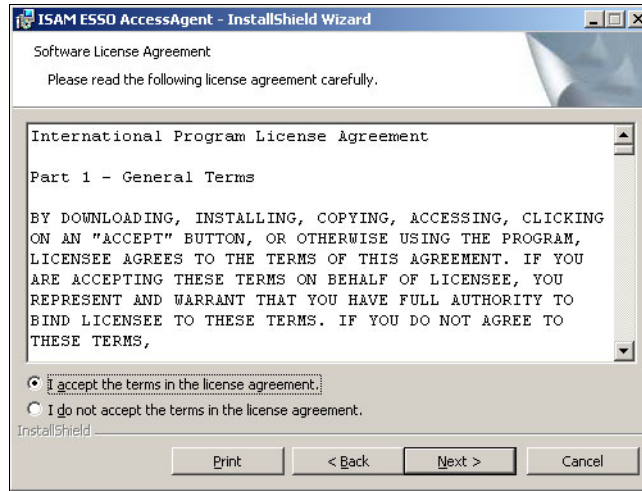 ISAM ESSO AccessAgent - InstallShield Wizard
Software License Agreement
Please read the following license agreement carefully.
International Program License Agreement
Part 1 - General Terms
BY DOWNLOADING, INSTALLING, COPYING, ACCESSING, CLICKING
ON AN "ACCEPT" BUTTON, OR OTHERWISE USING THE PROGRAM,
LICENSEE AGREES TO THE TERMS OF THIS AGREEMENT. IF YOU
ARE ACCEPTING THESE TERMS ON BEHALF OF LICENSEE, YOU
REPRESENT AND WARRANT THAT YOU HAVE FULL AUTHORITY TO
BIND LICENSEE TO THESE TERMS. IF YOU DO NOT AGREE TO
THESE TERMS,
I accept the terms in the license agreement.
I do not accept the terms in the license agreement.
InstallShield
Print < Back Next > Cancel